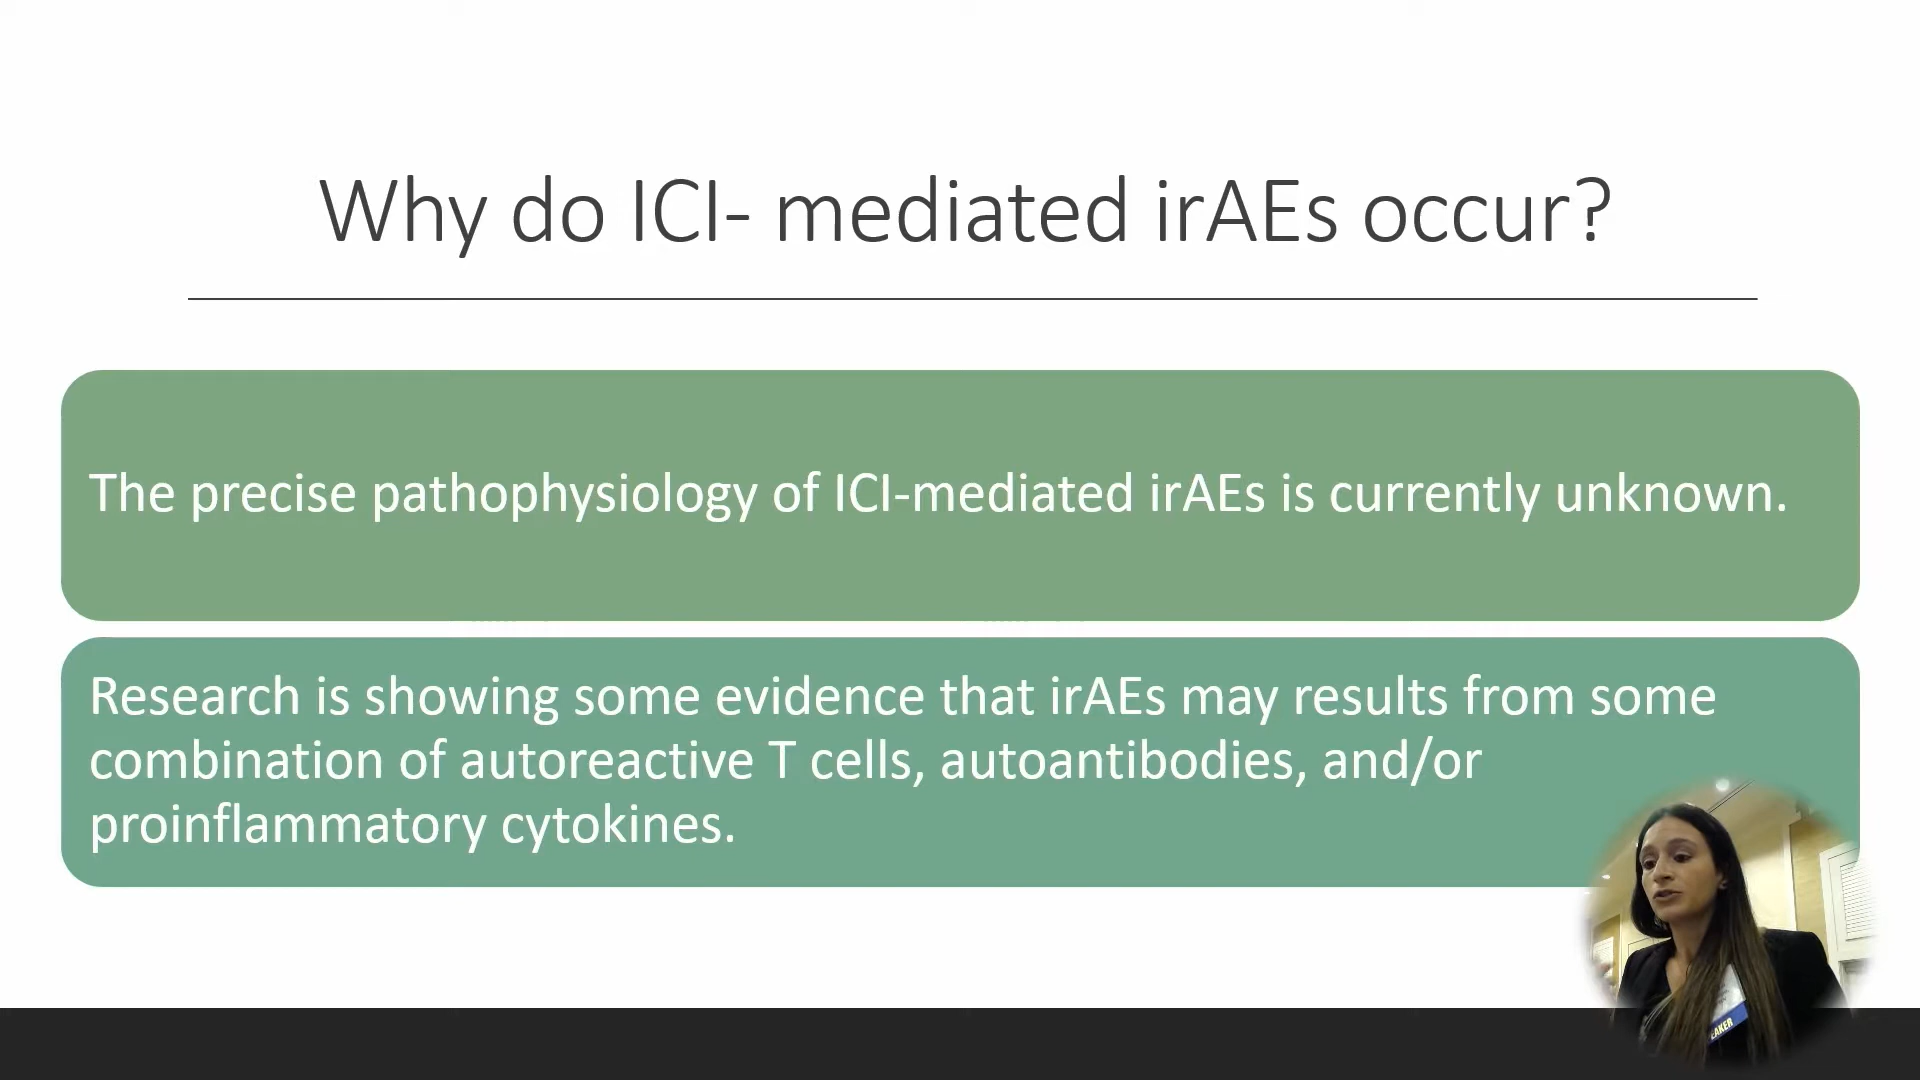 Why do ICI- mediated irAEs occur?
The precise pathophysiology of ICI-mediated irAEs is currently unknown.
Research is showing some evidence that irAEs may results from some
combination of autoreactive T cells, autoantibodies, and/or
proinflammatory cytokines.
EAKER